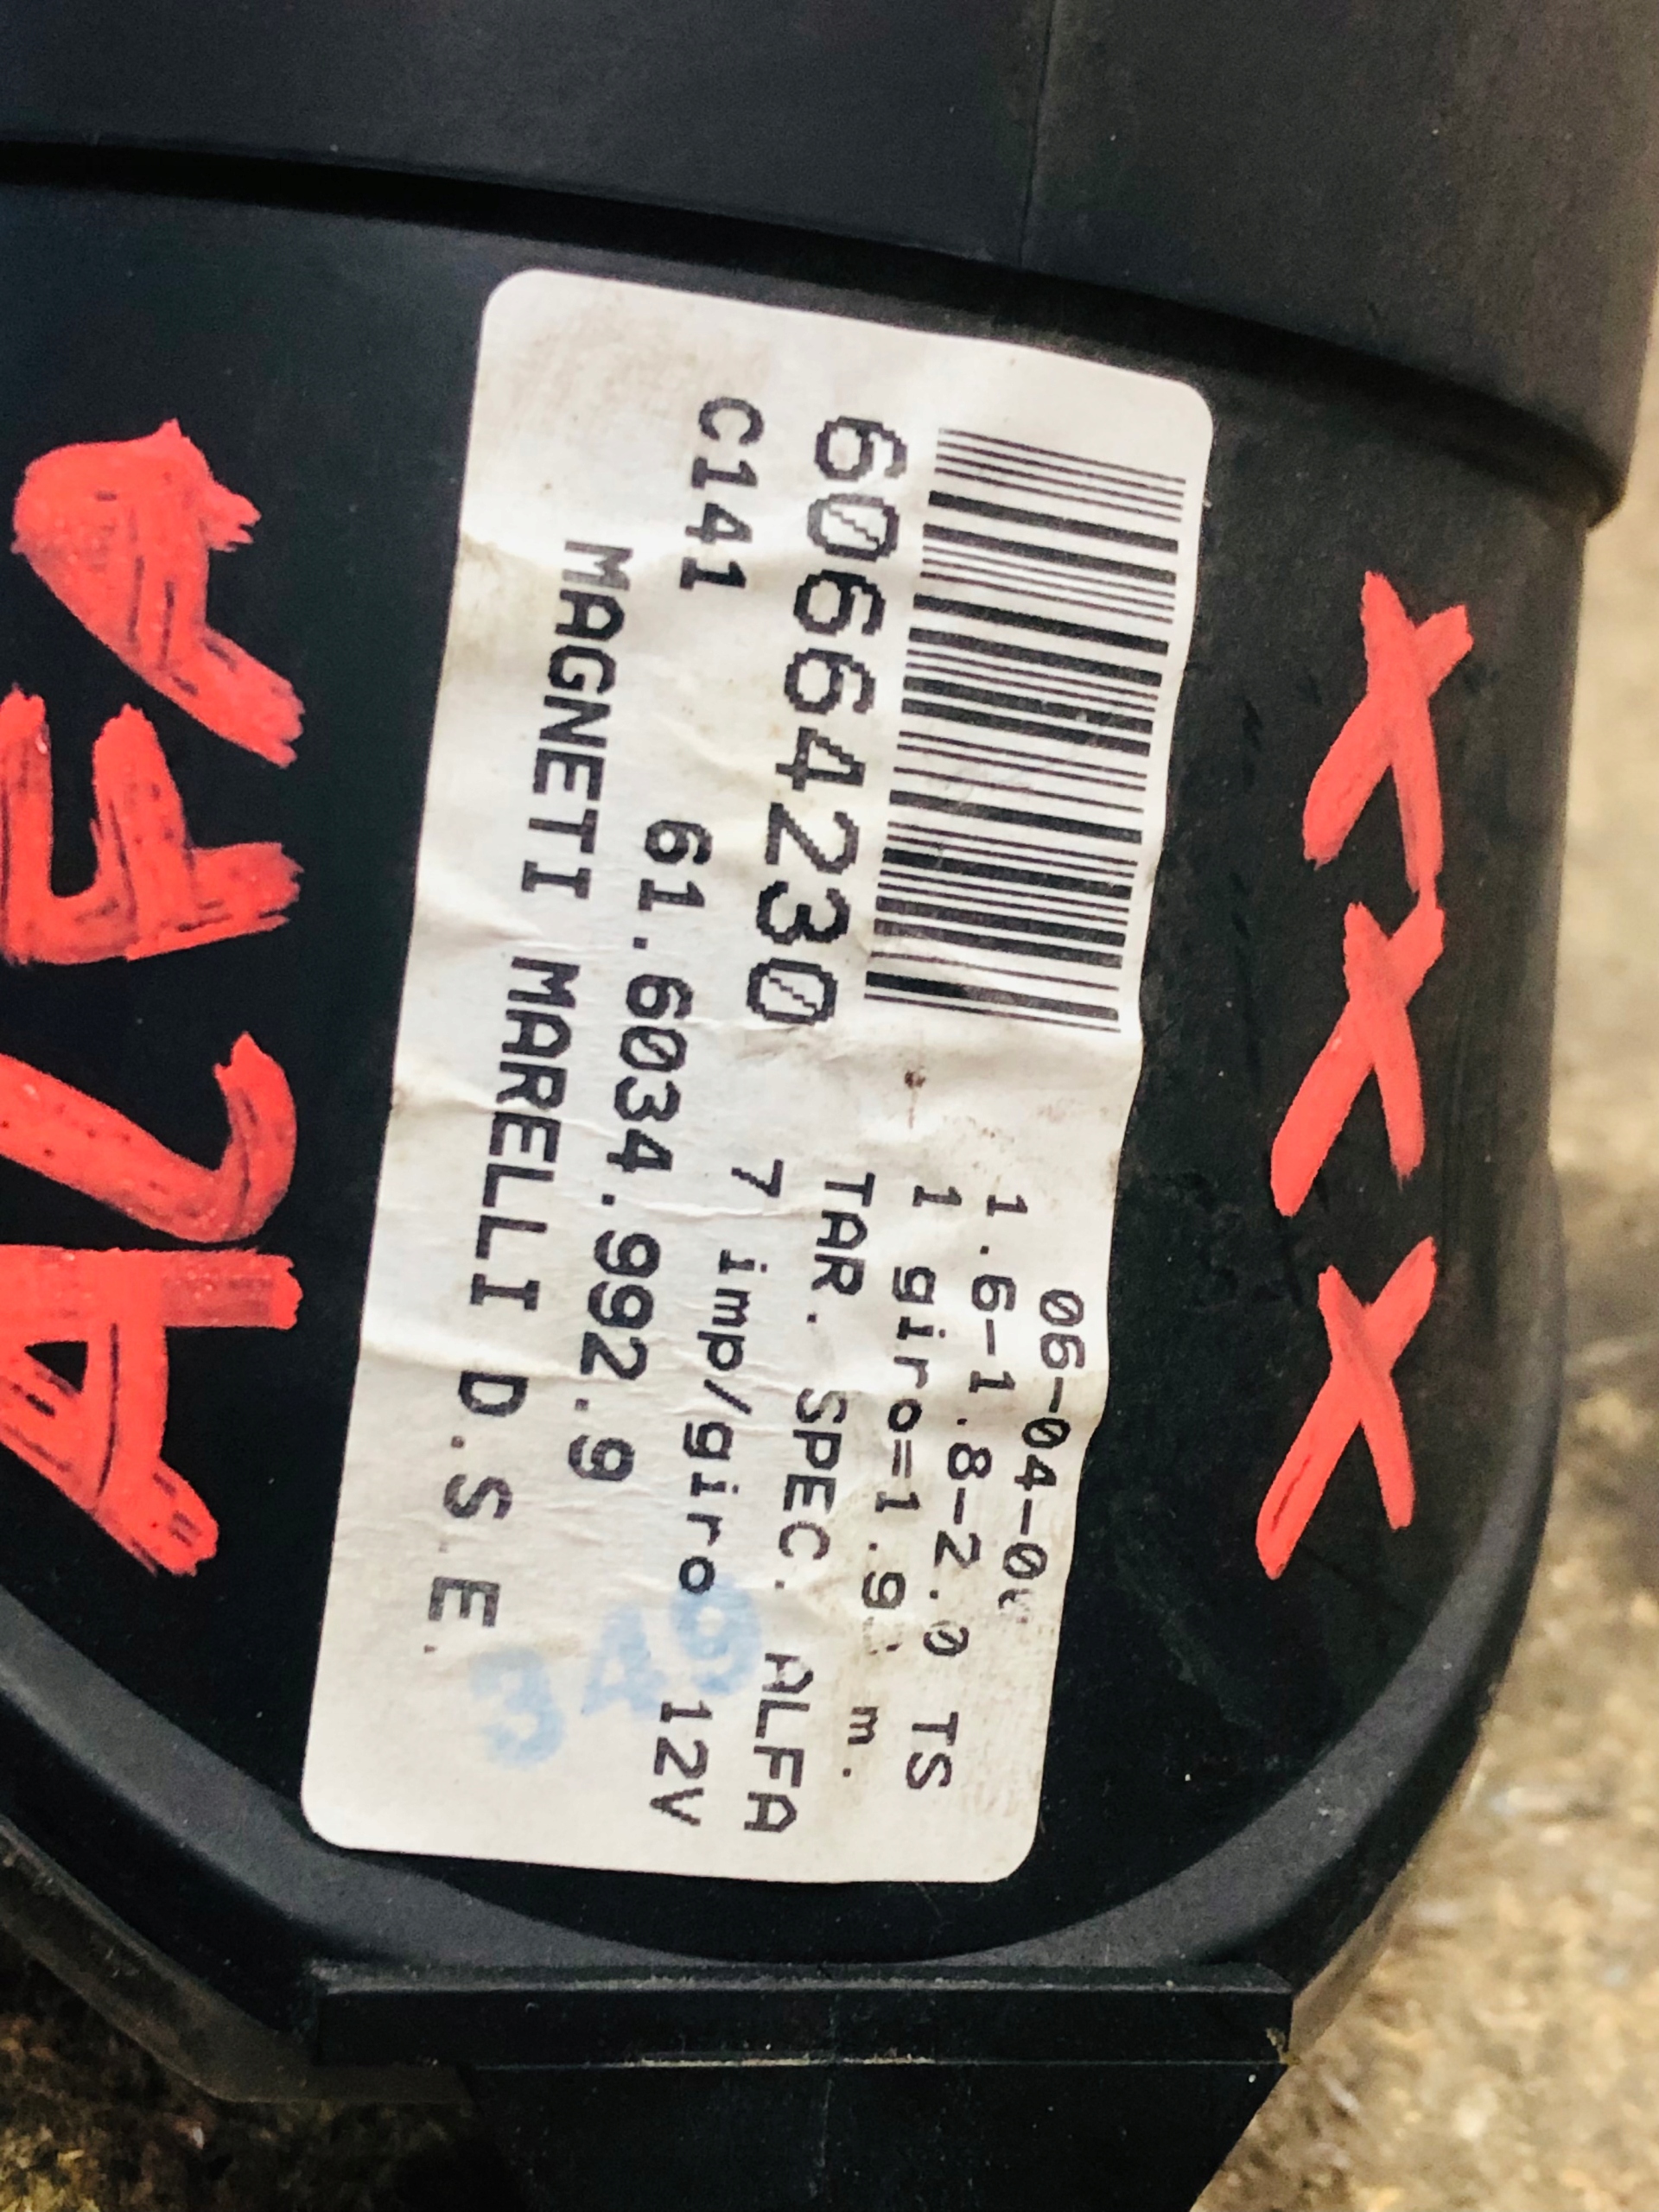 06-04-0
1.6-1.8-2.0 TS
1 giro=1.9 m.
60664230
TAR. SPEC. ALFA
C141
7 imp/giro 12V
61.6034.992.9
MAGNETI MARELLI D.S.E.
349
ALFA
XXX